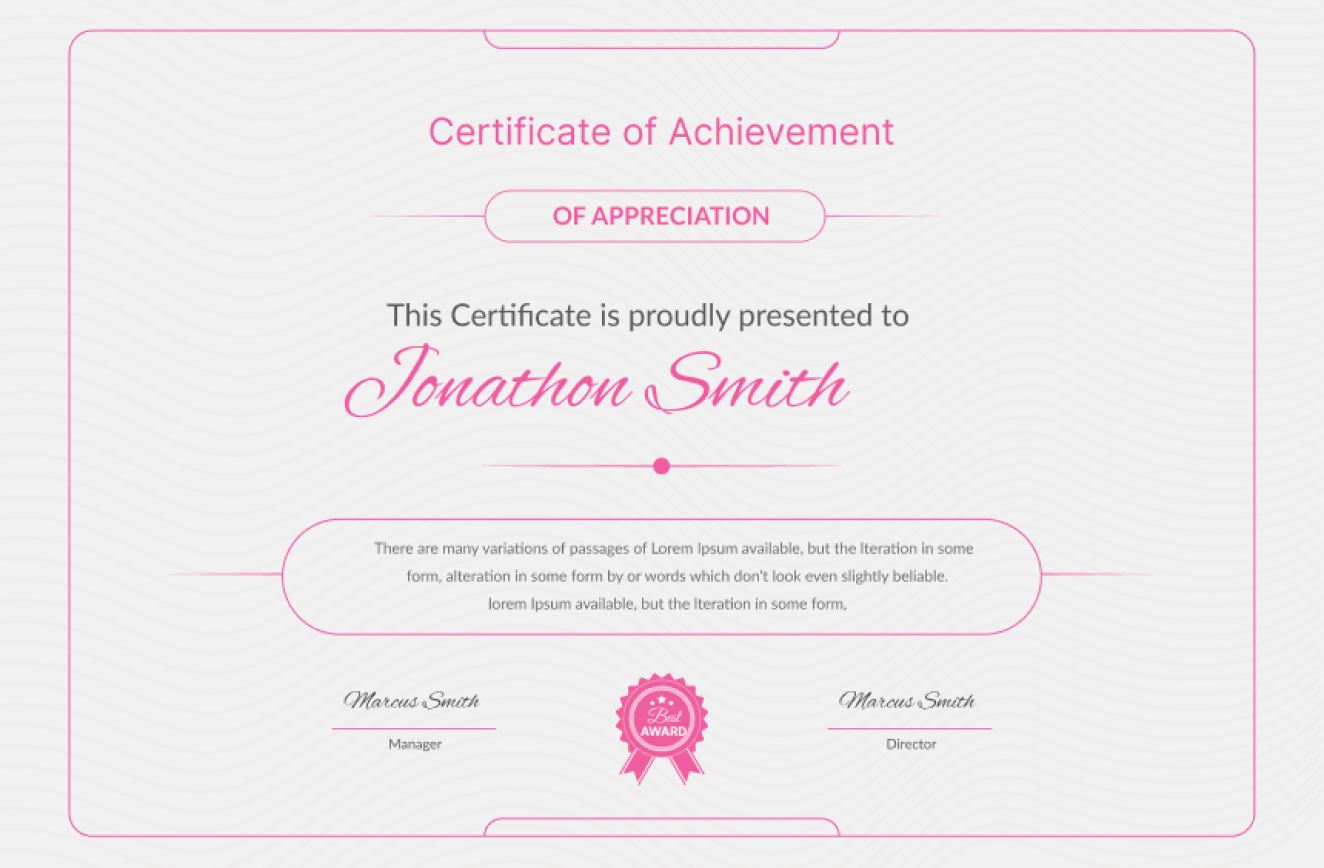 Certificate of Achievement
OF APPRECIATION
This Certificate is proudly presented to
Jonathon Smith
There are many variations of passages of Lorem Ipsum available, but the Iteration in some
form, alteration in some form by or words which don't look even slightly beliable.
lorem Ipsum available, but the Iteration in some form,
Marcus Smith
Manager
Best
AWARD
Marcus Smith
Director